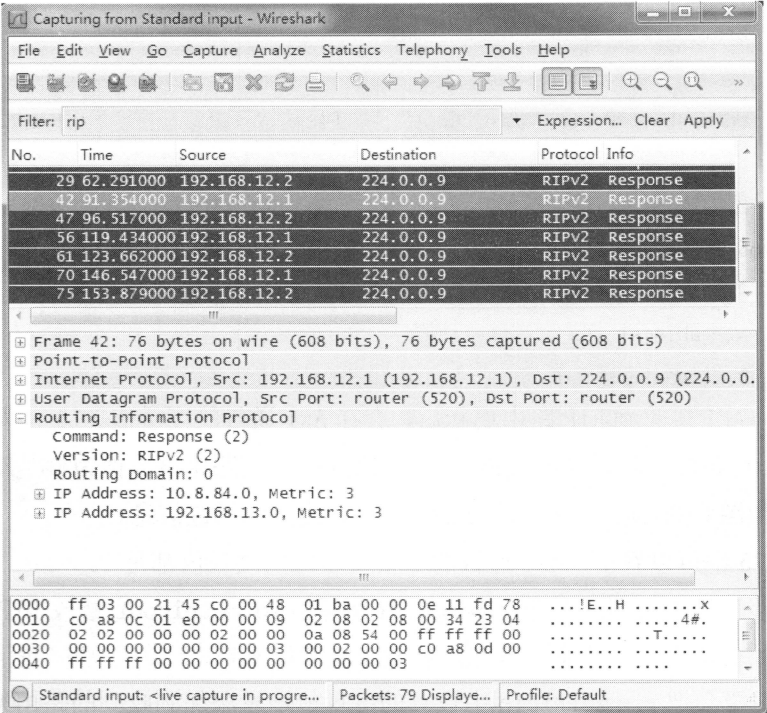 Capturing from Standard input - Wireshark
File Edit View Go Capture Analyze Statistics Telephony Tools Help
Filter: rip Expression... Clear Apply
No. Time Source Destination Protocol Info
29 62.291000 192.168.12.2 224.0.0.9 RIPv2 Response
42 91.354000 192.168.12.1 224.0.0.9 RIPv2 Response
47 96.517000 192.168.12.2 224.0.0.9 RIPv2 Response
56 119.434000 192.168.12.1 224.0.0.9 RIPv2 Response
61 123.662000 192.168.12.2 224.0.0.9 RIPv2 Response
70 146.547000 192.168.12.1 224.0.0.9 RIPv2 Response
75 153.879000 192.168.12.2 224.0.0.9 RIPv2 Response
Frame 42: 76 bytes on wire (608 bits), 76 bytes captured (608 bits)
Point-to-Point Protocol
Internet Protocol, Src: 192.168.12.1 (192.168.12.1), Dst: 224.0.0.9 (224.0.0.
User Datagram Protocol, Src Port: router (520), Dst Port: router (520)
Routing Information Protocol
Command: Response (2)
Version: RIPv2 (2)
Routing Domain: 0
IP Address: 10.8.84.0, Metric: 3
IP Address: 192.168.13.0, Metric: 3
0000 ff 03 00 21 45 c0 00 48 01 ba 00 00 0e 11 fd 78 ...!E..H .......x
0010 c0 a8 0c 01 e0 00 00 09 02 08 02 08 00 34 23 04 ........ .....4#.
0020 02 02 00 00 00 02 00 00 0a 08 54 00 ff ff ff 00 ........ ..T.....
0030 00 00 00 00 00 00 00 03 00 02 00 00 c0 a8 0d 00 ........ ........
0040 ff ff ff 00 00 00 00 00 00 00 00 03 ........ ....
Standard input: <live capture in progre... Packets: 79 Displaye... Profile: Default